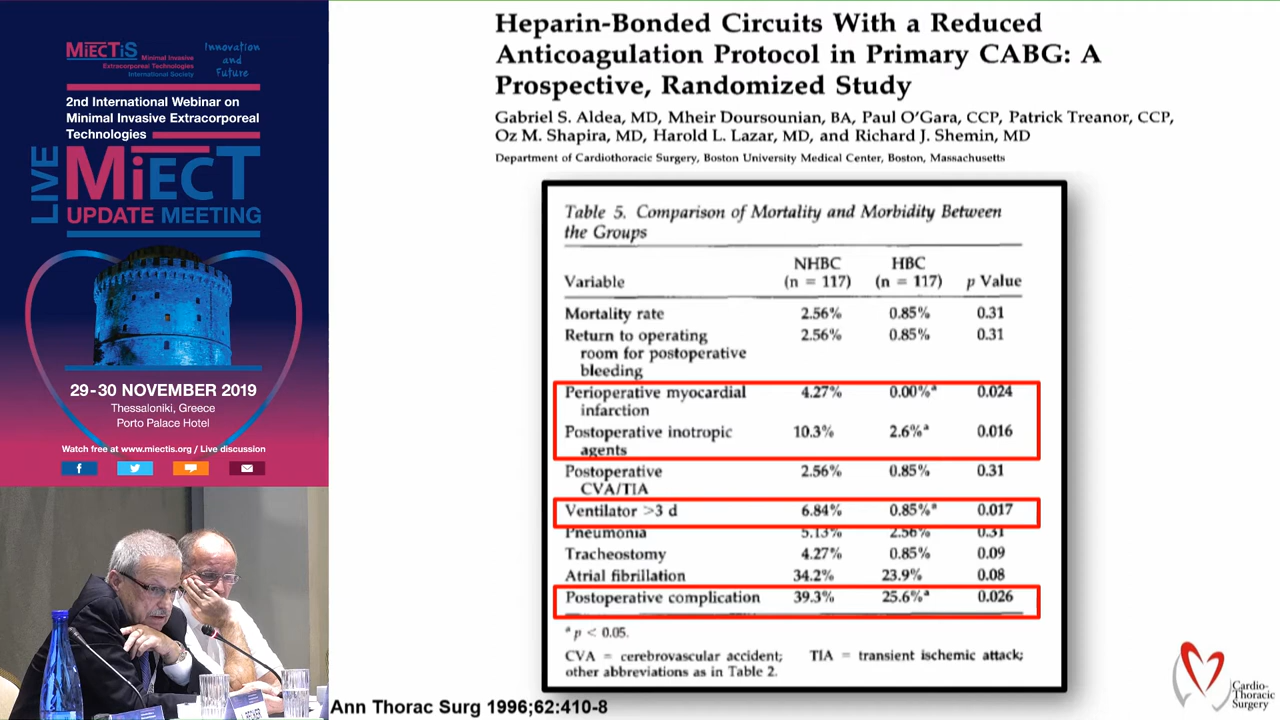 MiECTiS
Minimal Invasive
Extracorporeal Technologies
International Society
Innovation
and
Future
2nd International Webinar on
Minimal Invasive Extracorporeal
Technologies
LIVE
MiECT
UPDATE MEETING
29-30 NOVEMBER 2019
Thessaloniki, Greece
Porto Palace Hotel
Watch free at www.miectis.org / Live discussion
Heparin-Bonded Circuits With a Reduced
Anticoagulation Protocol in Primary CABG: A
Prospective, Randomized Study
Gabriel S. Aldea, MD, Mheir Doursounian, BA, Paul O'Gara, CCP, Patrick Treanor, CCP,
Oz M. Shapira, MD, Harold L. Lazar, MD, and Richard J. Shemin, MD
Department of Cardiothoracic Surgery, Boston University Medical Center, Boston, Massachusetts
Table 5. Comparison of Mortality and Morbidity Between
the Groups
NHBC HBC
Variable (n = 117) (n = 117) p Value
Mortality rate 2.56% 0.85% 0.31
Return to operating 2.56% 0.85% 0.31
room for postoperative
bleeding
Perioperative myocardial 4.27% 0.00%a 0.024
infarction
Postoperative inotropic 10.3% 2.6%a 0.016
agents
Postoperative 2.56% 0.85% 0.31
CVA/TIA
Ventilator >3 d 6.84% 0.85%a 0.017
Pneumonia 5.13% 2.56% 0.31
Tracheostomy 4.27% 0.85% 0.09
Atrial fibrillation 34.2% 23.9% 0.08
Postoperative complication 39.3% 25.6%a 0.026
a p < 0.05.
CVA = cerebrovascular accident; TIA = transient ischemic attack;
other abbreviations as in Table 2.
Ann Thorac Surg 1996;62:410-8
Cardio-
Thoracic
Surgery